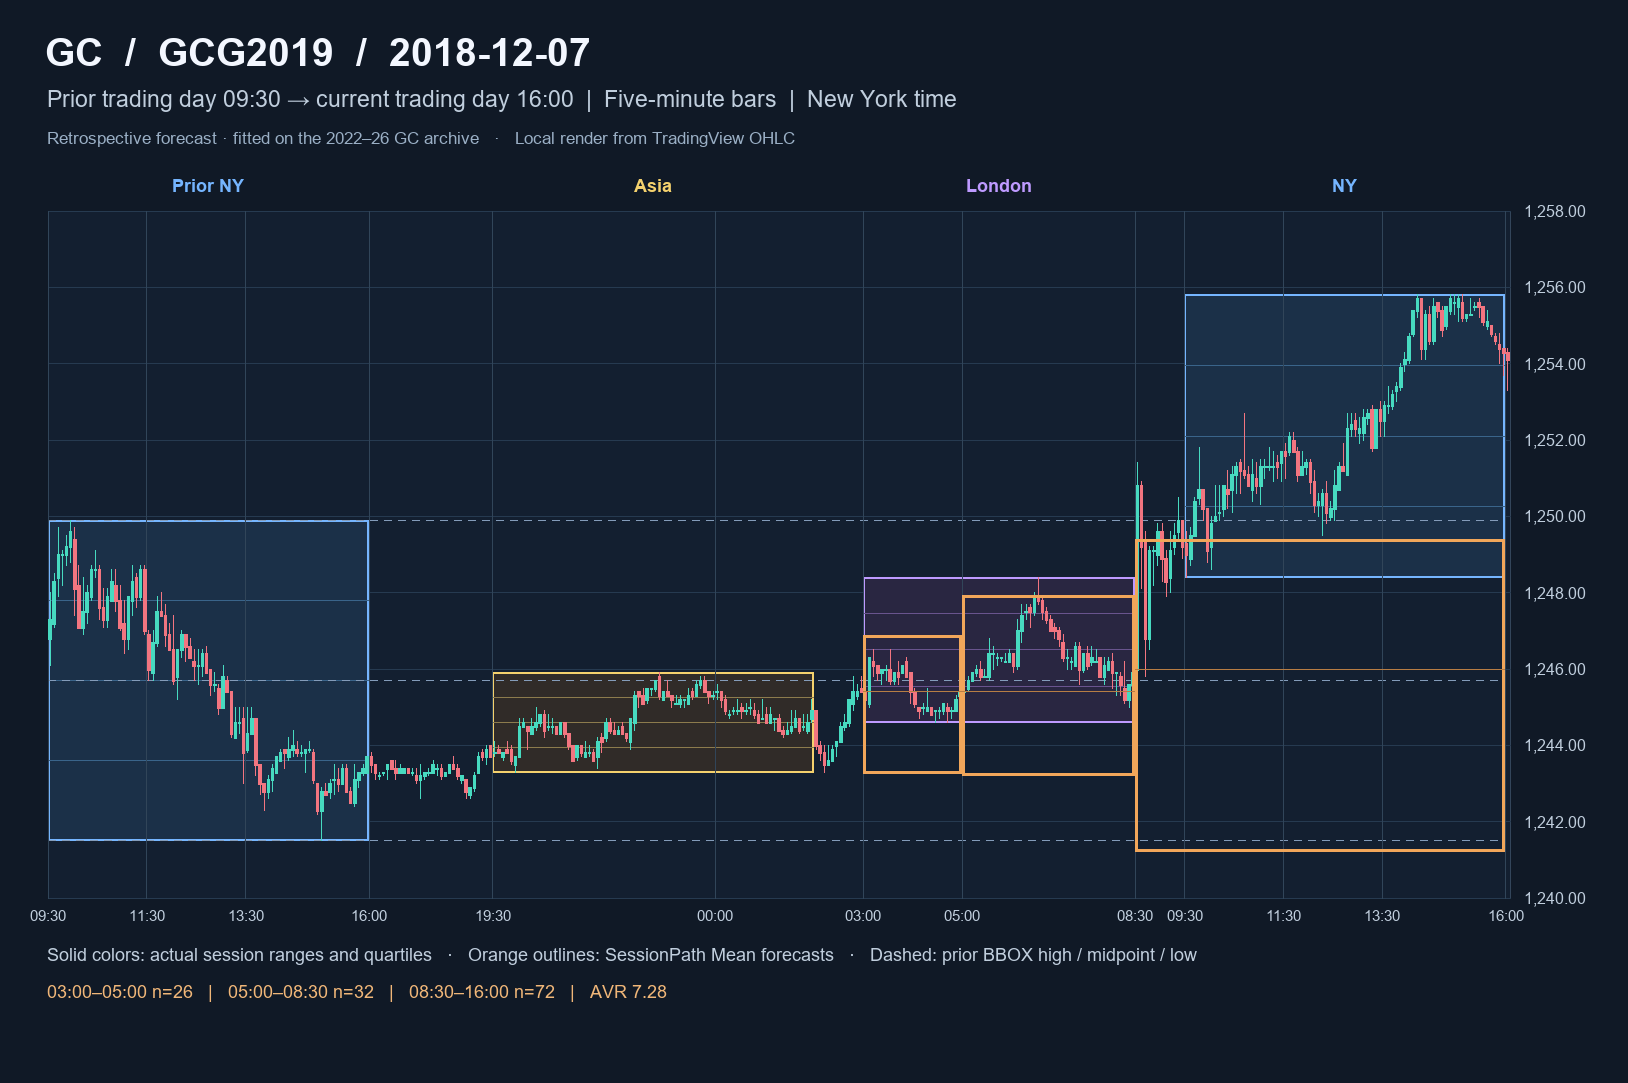 GC / GCG2019 / 2018-12-07
Prior trading day 09:30 → current trading day 16:00 | Five-minute bars | New York time
Retrospective forecast · fitted on the 2022–26 GC archive · Local render from TradingView OHLC
Prior NY Asia London NY
1,258.00
1,256.00
1,254.00
1,252.00
1,250.00
1,248.00
1,246.00
1,244.00
1,242.00
1,240.00
09:30 11:30 13:30 16:00 19:30 00:00 03:00 05:00 08:30 09:30 11:30 13:30 16:00
Solid colors: actual session ranges and quartiles · Orange outlines: SessionPath Mean forecasts · Dashed: prior BBOX high / midpoint / low
03:00–05:00 n=26 | 05:00–08:30 n=32 | 08:30–16:00 n=72 | AVR 7.28